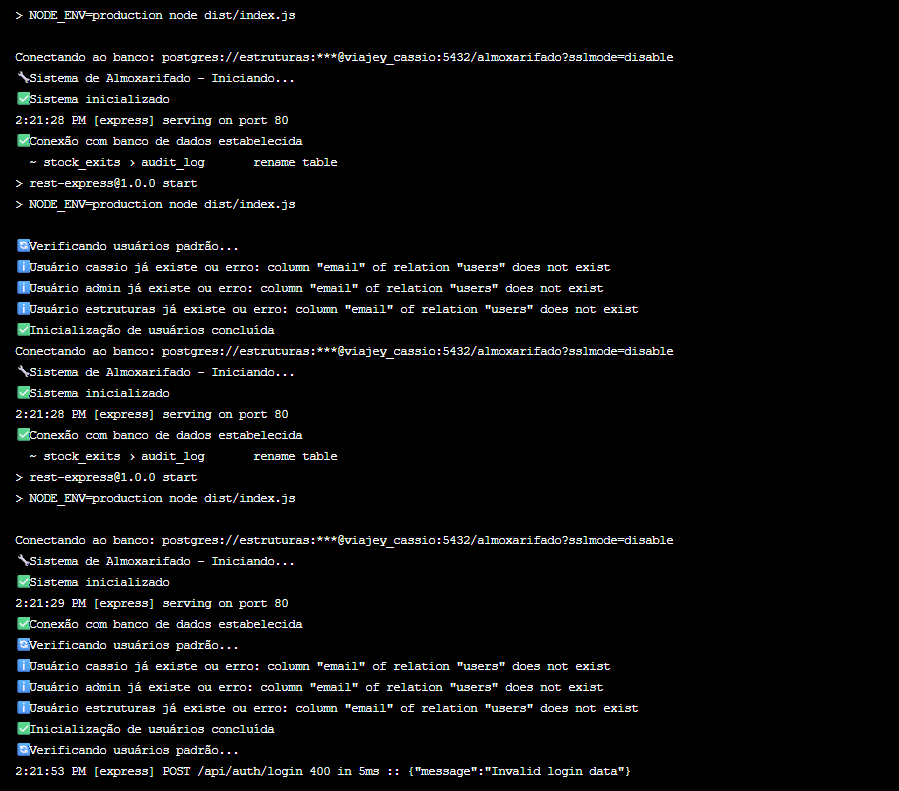 > NODE_ENV=production node dist/index.js
Conectando ao banco: postgres://estruturas:***@viajey_cassio:5432/almoxarifado?sslmode=disable
🔧Sistema de Almoxarifado - Iniciando...
✅Sistema inicializado
2:21:28 PM [express] serving on port 80
✅Conexão com banco de dados estabelecida
~ stock_exits › audit_log rename table
> rest-express@1.0.0 start
> NODE_ENV=production node dist/index.js
🔄Verificando usuários padrão...
ℹ️Usuário cassio já existe ou erro: column "email" of relation "users" does not exist
ℹ️Usuário admin já existe ou erro: column "email" of relation "users" does not exist
ℹ️Usuário estruturas já existe ou erro: column "email" of relation "users" does not exist
✅Inicialização de usuários concluída
Conectando ao banco: postgres://estruturas:***@viajey_cassio:5432/almoxarifado?sslmode=disable
🔧Sistema de Almoxarifado - Iniciando...
✅Sistema inicializado
2:21:28 PM [express] serving on port 80
✅Conexão com banco de dados estabelecida
~ stock_exits › audit_log rename table
> rest-express@1.0.0 start
> NODE_ENV=production node dist/index.js
Conectando ao banco: postgres://estruturas:***@viajey_cassio:5432/almoxarifado?sslmode=disable
🔧Sistema de Almoxarifado - Iniciando...
✅Sistema inicializado
2:21:29 PM [express] serving on port 80
✅Conexão com banco de dados estabelecida
🔄Verificando usuários padrão...
ℹ️Usuário cassio já existe ou erro: column "email" of relation "users" does not exist
ℹ️Usuário admin já existe ou erro: column "email" of relation "users" does not exist
ℹ️Usuário estruturas já existe ou erro: column "email" of relation "users" does not exist
✅Inicialização de usuários concluída
🔄Verificando usuários padrão...
2:21:53 PM [express] POST /api/auth/login 400 in 5ms :: {"message":"Invalid login data"}